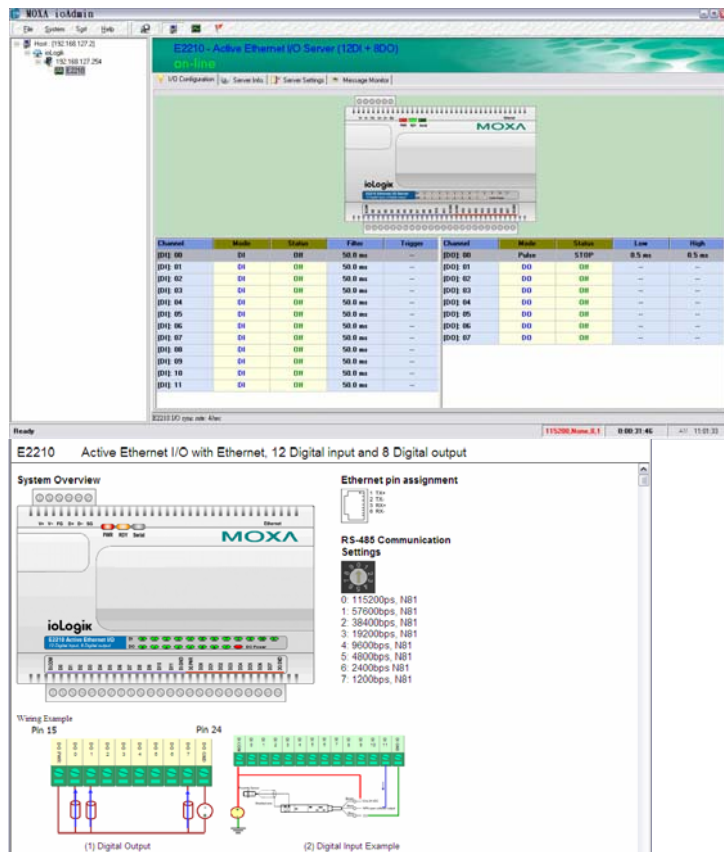 MOXA ioAdmin
File System Sort Help
Host : [192.168.127.2]
ioLogik
192.168.127.254
E2210
E2210 - Active Ethernet I/O Server (12DI + 8DO)
on-line
I/O Configuration Server Info Server Settings Message Monitor
MOXA
ioLogik
Channel Mode Status Filter Trigger Channel Mode Status Low High
[DI]: 00 DI Off 50.0 ms -- [DO]: 00 Pulse STOP 0.5 ms 0.5 ms
[DI]: 01 DI Off 50.0 ms -- [DO]: 01 DO Off -- --
[DI]: 02 DI Off 50.0 ms -- [DO]: 02 DO Off -- --
[DI]: 03 DI Off 50.0 ms -- [DO]: 03 DO Off -- --
[DI]: 04 DI Off 50.0 ms -- [DO]: 04 DO Off -- --
[DI]: 05 DI Off 50.0 ms -- [DO]: 05 DO Off -- --
[DI]: 06 DI Off 50.0 ms -- [DO]: 06 DO Off -- --
[DI]: 07 DI Off 50.0 ms -- [DO]: 07 DO Off -- --
[DI]: 08 DI Off 50.0 ms --
[DI]: 09 DI Off 50.0 ms --
[DI]: 10 DI Off 50.0 ms --
[DI]: 11 DI Off 50.0 ms --
E2210 I/O sync rate:
Ready 115200,None,8,1 0:00:31:46 11:01:33
E2210 Active Ethernet I/O with Ethernet, 12 Digital input and 8 Digital output
System Overview
Ethernet pin assignment
1 TX+
2 TX-
3 RX+
6 RX-
V+ V- FG D+ D- SG Ethernet
PWR RDY Serial
MOXA
RS-485 Communication
Settings
0: 115200bps, N81
1: 57600bps, N81
2: 38400bps, N81
3: 19200bps, N81
4: 9600bps, N81
5: 4800bps, N81
6: 2400bps, N81
7: 1200bps, N81
ioLogik
E2210 Active Ethernet I/O
12 Digital Input, 8 Digital output
Wiring Example
Pin 15 Pin 24
(1) Digital Output (2) Digital Input Example